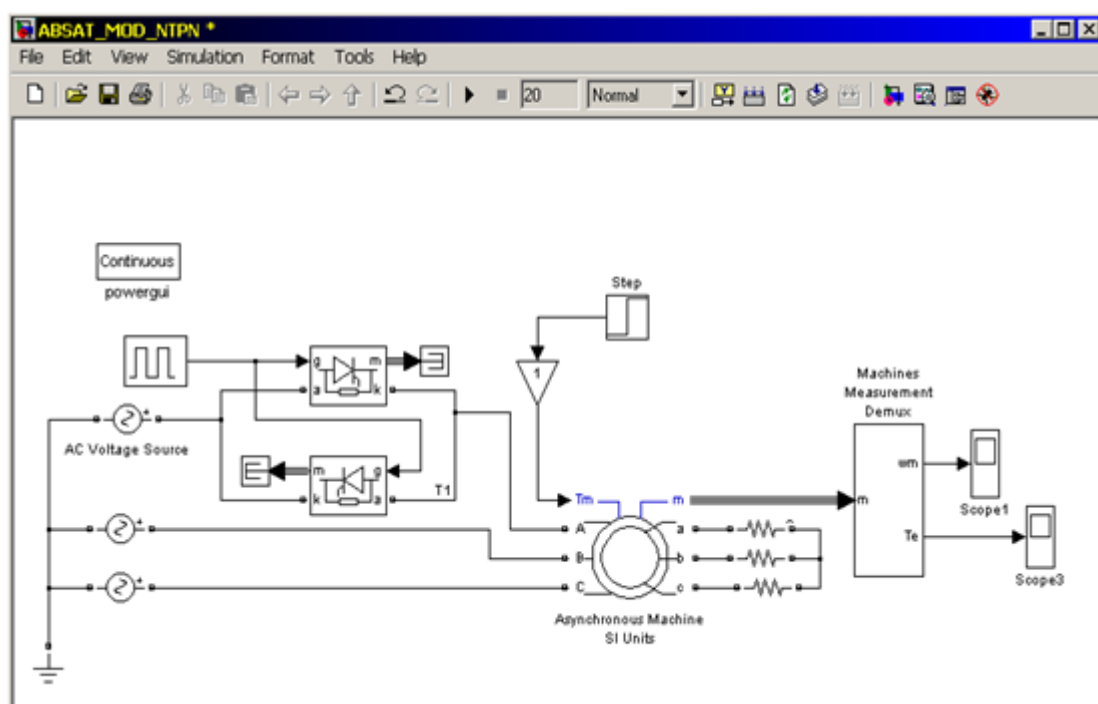 ABSAT_MOD_NTPN *
File Edit View Simulation Format Tools Help
20 Normal
Continuous
powergui
Step
1
g m
a k
AC Voltage Source
m g
k a
T1
Machines
Measurement
Demux
wm
m
Te
Scope1
Scope3
Tm m
A a
B b
C c
Asynchronous Machine
SI Units